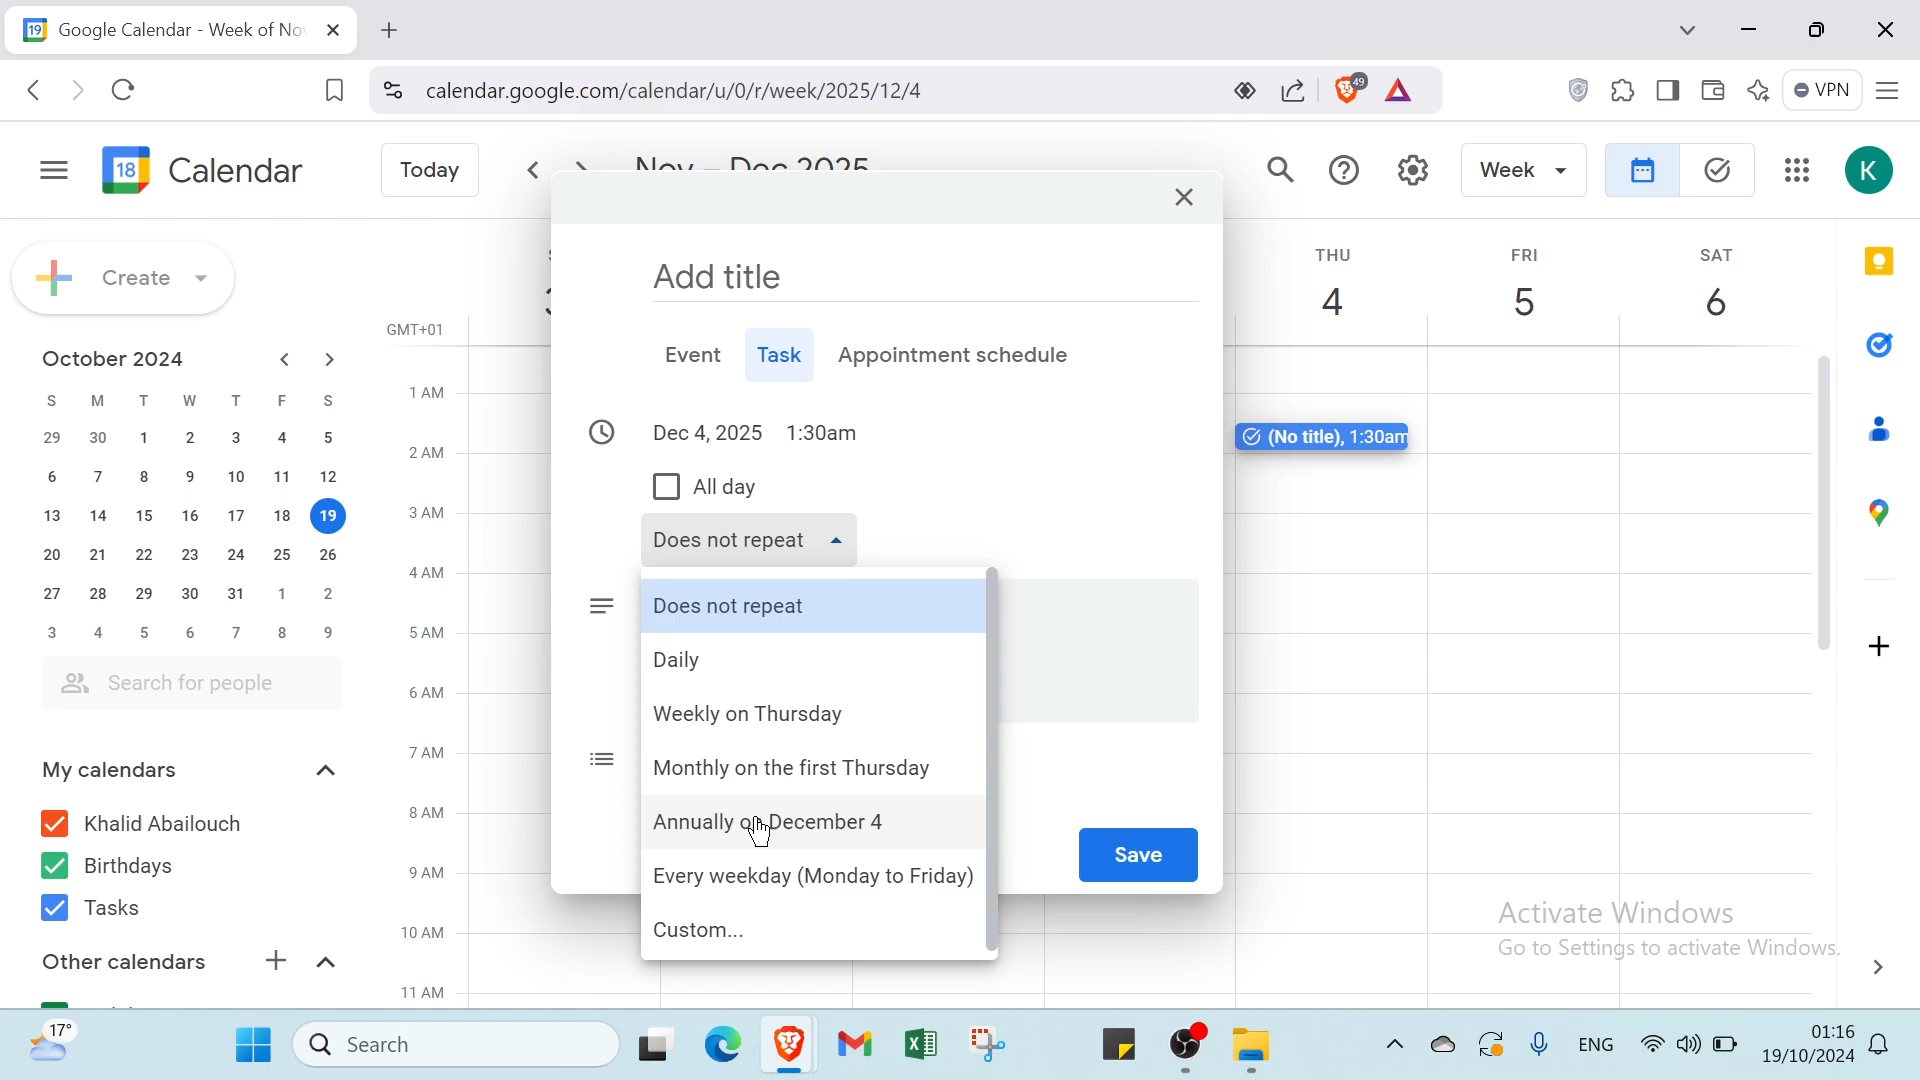 Google Calendar - Week of No
calendar.google.com/calendar/u/0/r/week/2025/12/4
49
VPN
18
Calendar
Today
Nov – Dec 2025
Week
K
Create
Add title
THU
FRI
SAT
4
5
6
GMT+01
Event
Task
Appointment schedule
October 2024
S M T W T F S
29 30 1 2 3 4 5
6 7 8 9 10 11 12
13 14 15 16 17 18 19
20 21 22 23 24 25 26
27 28 29 30 31 1 2
3 4 5 6 7 8 9
Search for people
My calendars
Khalid Abailouch
Birthdays
Tasks
Other calendars
1 AM
2 AM
3 AM
4 AM
5 AM
6 AM
7 AM
8 AM
9 AM
10 AM
11 AM
Dec 4, 2025 1:30am
(No title), 1:30am
All day
Does not repeat
Does not repeat
Daily
Weekly on Thursday
Monthly on the first Thursday
Annually on December 4
Every weekday (Monday to Friday)
Custom...
Save
Activate Windows
Go to Settings to activate Windows.
17°
Search
ENG
01:16
19/10/2024